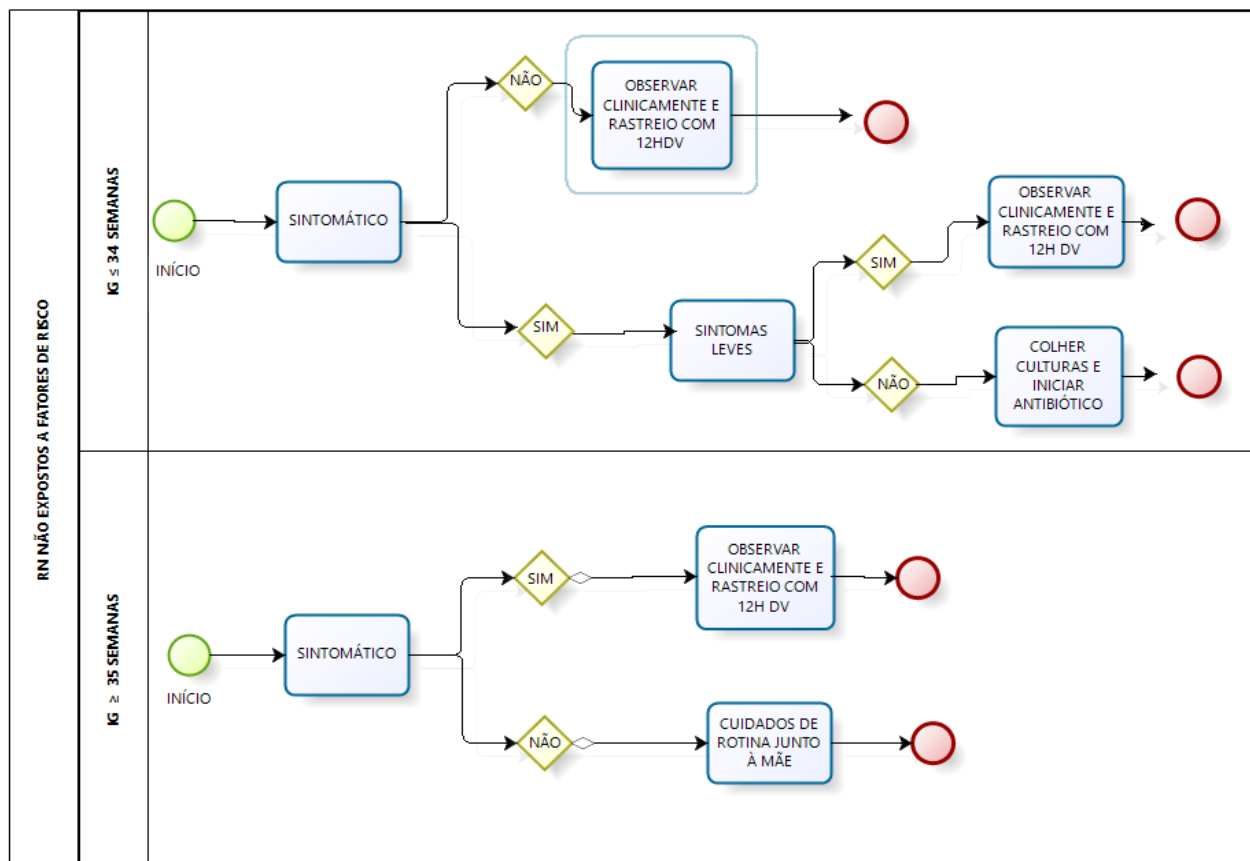 RN NÃO EXPOSTOS A FATORES DE RISCO
IG ≤ 34 SEMANAS
INÍCIO
SINTOMÁTICO
NÃO
OBSERVAR
CLINICAMENTE E
RASTREIO COM
12HDV
SIM
SINTOMAS
LEVES
SIM
OBSERVAR
CLINICAMENTE E
RASTREIO COM
12H DV
NÃO
COLHER
CULTURAS E
INICIAR
ANTIBIÓTICO
IG ≥ 35 SEMANAS
INÍCIO
SINTOMÁTICO
SIM
OBSERVAR
CLINICAMENTE E
RASTREIO COM
12H DV
NÃO
CUIDADOS DE
ROTINA JUNTO
À MÃE